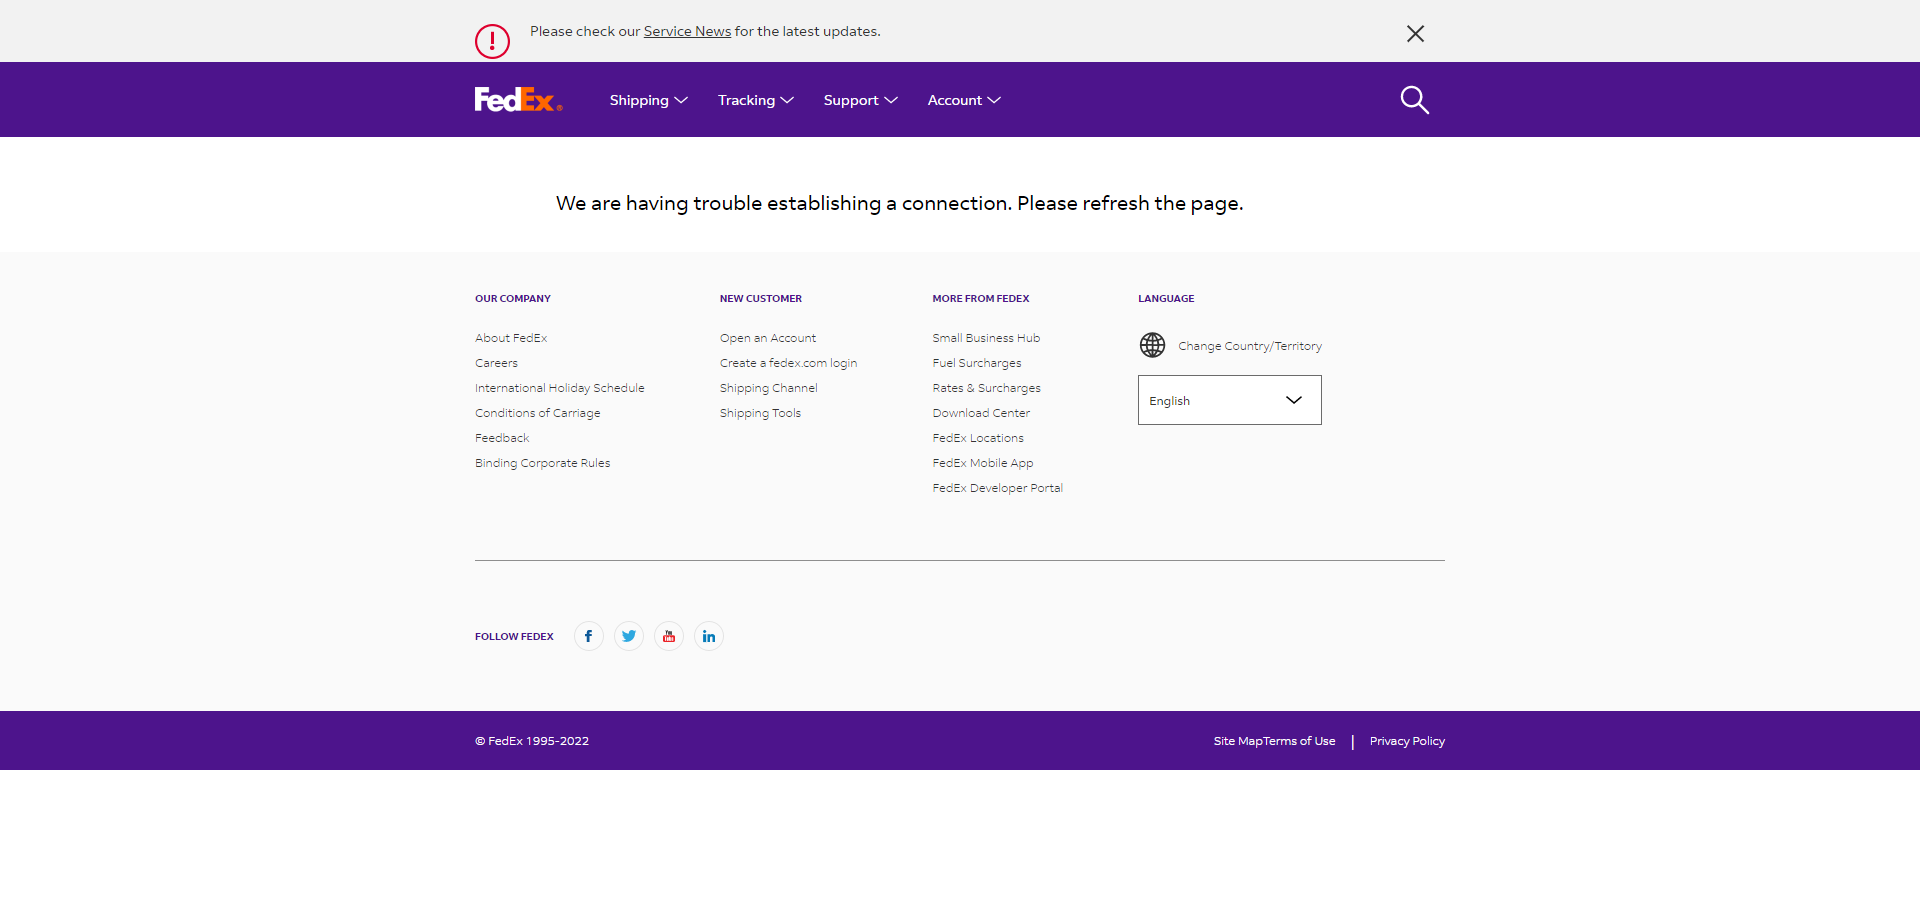 Please check our Service News for the latest updates.
FedEx®
Shipping
Tracking
Support
Account
We are having trouble establishing a connection. Please refresh the page.
OUR COMPANY
About FedEx
Careers
International Holiday Schedule
Conditions of Carriage
Feedback
Binding Corporate Rules
NEW CUSTOMER
Open an Account
Create a fedex.com login
Shipping Channel
Shipping Tools
MORE FROM FEDEX
Small Business Hub
Fuel Surcharges
Rates & Surcharges
Download Center
FedEx Locations
FedEx Mobile App
FedEx Developer Portal
LANGUAGE
Change Country/Territory
English
FOLLOW FEDEX
© FedEx 1995-2022
Site MapTerms of Use | Privacy Policy